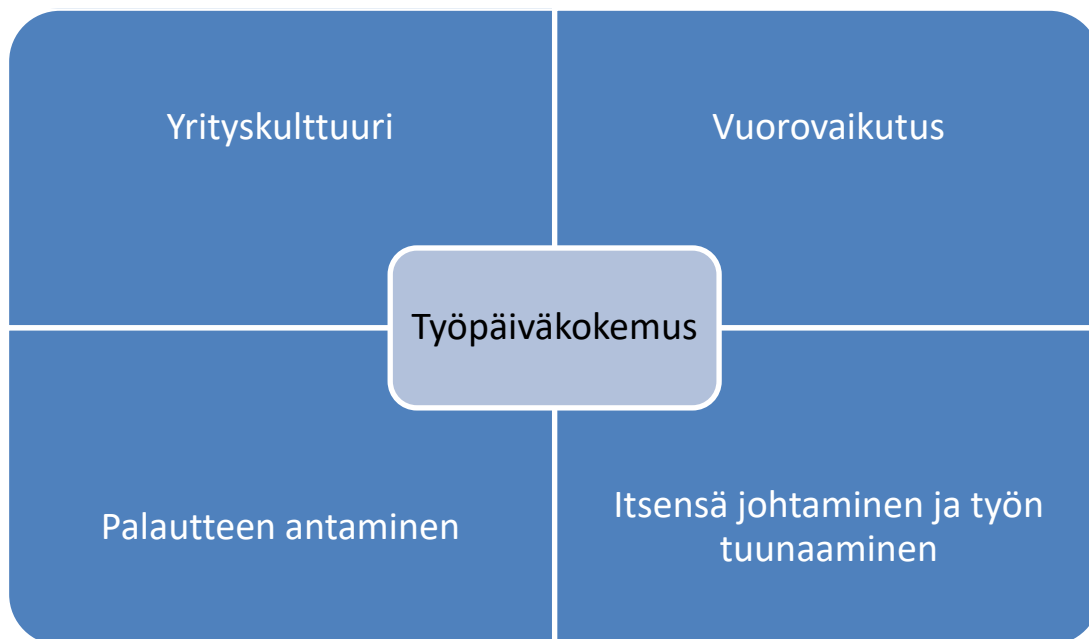 Yrityskulttuuri
Vuorovaikutus
Työpäiväkokemus
Palautteen antaminen
Itsensä johtaminen ja työn
tuunaaminen